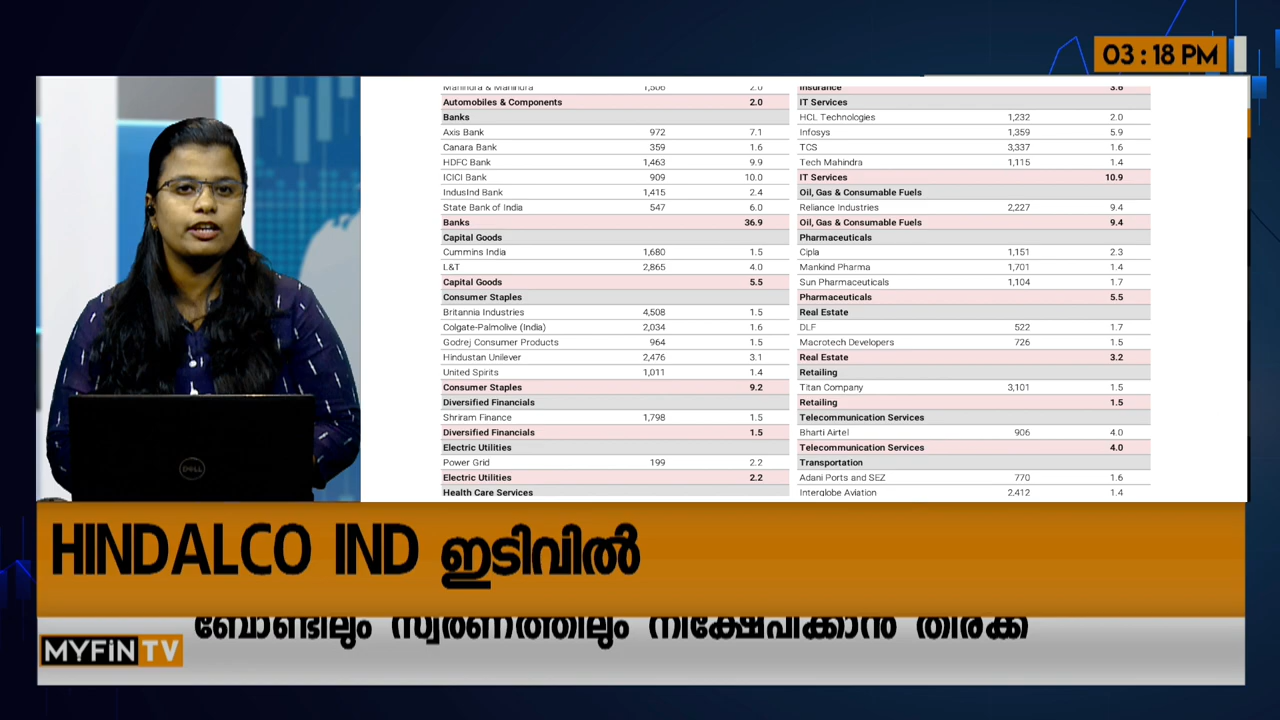 03 : 18 PM
Mahindra & Mahindra 1,506 2.0
Automobiles & Components 2.0
Banks
Axis Bank 972 7.1
Canara Bank 359 1.6
HDFC Bank 1,463 9.9
ICICI Bank 909 10.0
IndusInd Bank 1,415 2.4
State Bank of India 547 6.0
Banks 36.9
Capital Goods
Cummins India 1,680 1.5
L&T 2,865 4.0
Capital Goods 5.5
Consumer Staples
Britannia Industries 4,508 1.5
Colgate-Palmolive (India) 2,034 1.6
Godrej Consumer Products 964 1.5
Hindustan Unilever 2,476 3.1
United Spirits 1,011 1.4
Consumer Staples 9.2
Diversified Financials
Shriram Finance 1,798 1.5
Diversified Financials 1.5
Electric Utilities
Power Grid 199 2.2
Electric Utilities 2.2
Health Care Services
Insurance 3.6
IT Services
HCL Technologies 1,232 2.0
Infosys 1,359 5.9
TCS 3,337 1.6
Tech Mahindra 1,115 1.4
IT Services 10.9
Oil, Gas & Consumable Fuels
Reliance Industries 2,227 9.4
Oil, Gas & Consumable Fuels 9.4
Pharmaceuticals
Cipla 1,151 2.3
Mankind Pharma 1,701 1.4
Sun Pharmaceuticals 1,104 1.7
Pharmaceuticals 5.5
Real Estate
DLF 522 1.7
Macrotech Developers 726 1.5
Real Estate 3.2
Retailing
Titan Company 3,101 1.5
Retailing 1.5
Telecommunication Services
Bharti Airtel 906 4.0
Telecommunication Services 4.0
Transportation
Adani Ports and SEZ 770 1.6
Interglobe Aviation 2,412 1.4
DELL
HINDALCO IND ഇടിവിൽ
ബോണ്ടിലും സ്വർണത്തിലും നിക്ഷേപിക്കാൻ
MYFiN TV